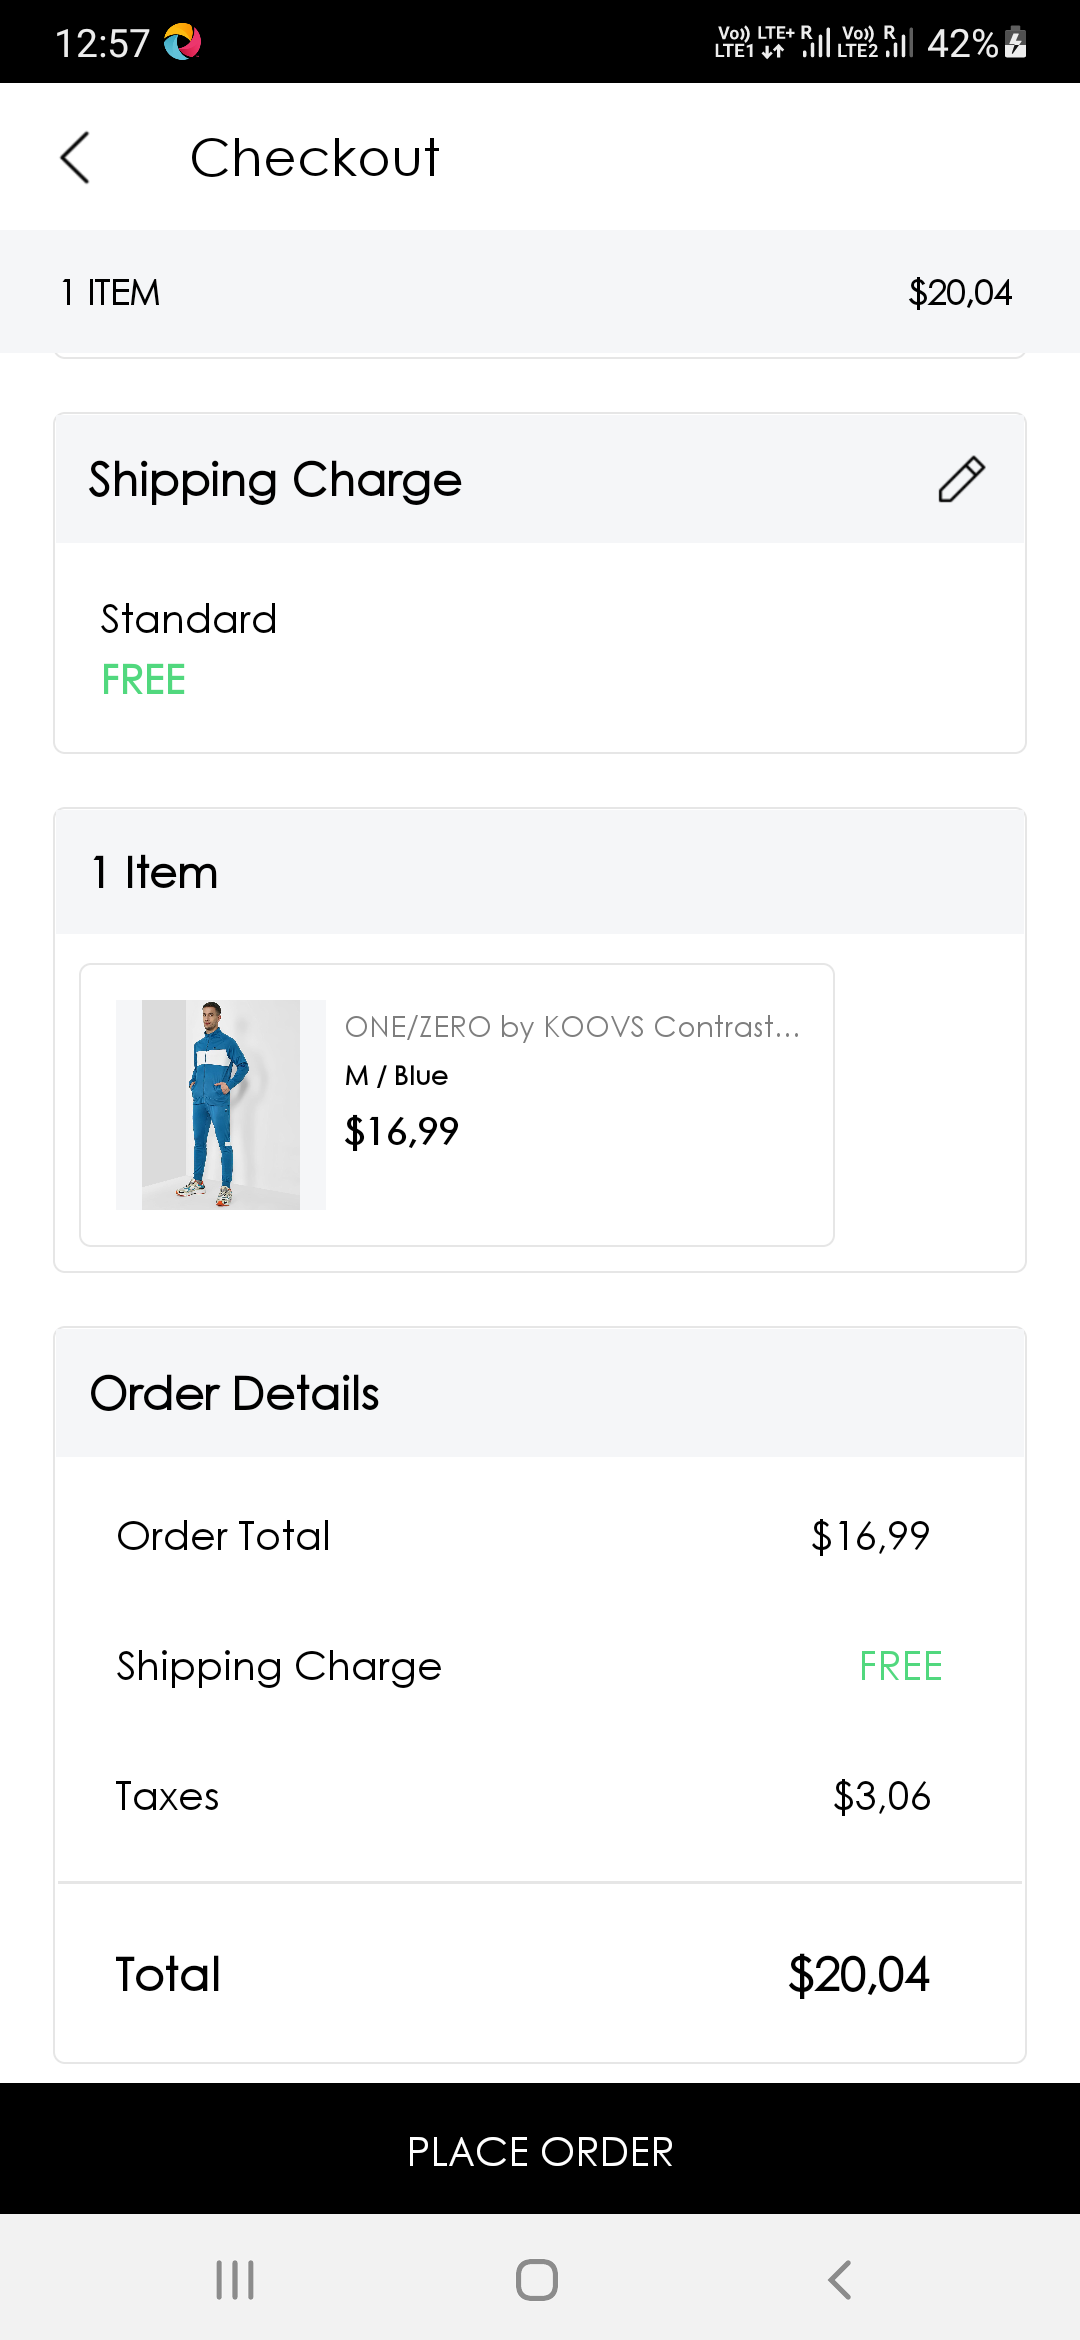 12:57
Vo)) LTE+ R Vo)) R 42%
LTE1 LTE2
Checkout
1 ITEM $20,04
Shipping Charge
Standard
FREE
1 Item
ONE/ZERO by KOOVS Contrast...
M / Blue
$16,99
Order Details
Order Total $16,99
Shipping Charge FREE
Taxes $3,06
Total $20,04
PLACE ORDER